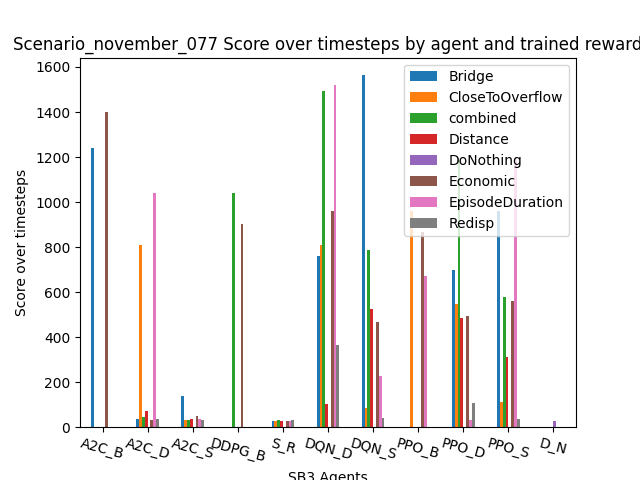 Scenario_november_077 Score over timesteps by agent and trained reward
Score over timesteps
1600
1400
1200
1000
800
600
400
200
0
Bridge
CloseToOverflow
combined
Distance
DoNothing
Economic
EpisodeDuration
Redisp
A2C_B
A2C_D
A2C_S
DDPG_B
S_R
DQN_D
DQN_S
PPO_B
PPO_D
PPO_S
D_N
SB3 Agents